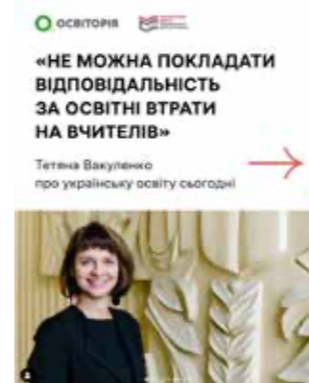 ОСВІТОРІЯ
«НЕ МОЖНА ПОКЛАДАТИ
ВІДПОВІДАЛЬНІСТЬ
ЗА ОСВІТНІ ВТРАТИ
НА ВЧИТЕЛІВ»
Тетяна Вакуленко
про українську освіту сьогодні